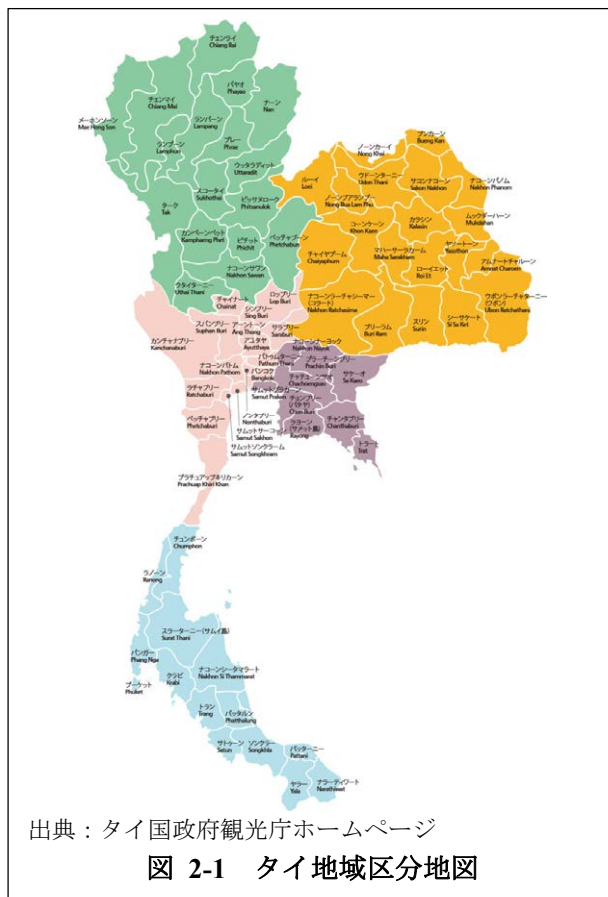 チェンライ
Chiang Rai
パヤオ
Phayao
チェンマイ
Chiang Mai
ナーン
Nan
メーホンソーン
Mae Hong Son
ランパーン
Lampang
ランプーン
Lamphun
プレー
Phrae
ウッタラディット
Uttaradit
スコータイ
Sukhothai
ターク
Tak
ピッサヌローク
Phitsanulok
カンペーンペット
Kamphaeng Phet
ピチット
Phichit
ペッチャブーン
Phetchabun
ナコーンサワン
Nakhon Sawan
ウタイターニー
Uthai Thani
ブンカーン
Bueng Kan
ノーンカーイ
Nong Khai
ルーイ
Loei
ウドーンターニー
Udon Thani
サコンナコーン
Sakon Nakhon
ナコーンパノム
Nakhon Phanom
ノーンブアランプー
Nong Bua Lam Phu
コーンケーン
Khon Kaen
カラシン
Kalasin
ムックダーハーン
Mukdahan
チャイヤプーム
Chaiyaphum
マハーサーラカーム
Maha Sarakham
ローイエット
Roi Et
ヤソートーン
Yasothon
アムナートチャルーン
Amnat Charoen
ナコーンラーチャシーマー
(コラート)
Nakhon Ratchasima
ブリーラム
Buri Ram
スリン
Surin
シーサケート
Si Sa Ket
ウボンラーチャターニー
(ウボン)
Ubon Ratchathani
チャイナート
Chainat
シンブリー
Sing Buri
ロッブリー
Lop Buri
カンチャナブリー
Kanchanaburi
スパンブリー
Suphan Buri
アーントーン
Ang Thong
サラブリー
Saraburi
アユタヤ
Ayutthaya
ナコーンパトム
Nakhon Pathom
パトゥムターニー
Pathum Thani
バンコク
Bangkok
サムットプラカーン
Samut Prakan
ラチャブリー
Ratchaburi
ノンタブリー
Nonthaburi
サムットサーコーン
Samut Sakhon
サムットソンクラーム
Samut Songkhram
ペッチャブリー
Phetchaburi
プラチュアップキリカーン
Prachuap Khiri Khan
ナコーンナーヨック
Nakhon Nayok
プラーチーンブリー
Prachin Buri
チャチューンサオ
Chachoengsao
サケーオ
Sa Kaeo
チョンブリー
(パタヤ)
Chon Buri
ラヨーン
(サメット島)
Rayong
チャンタブリー
Chanthaburi
トラート
Trat
チュンポーン
Chumphon
ラノーン
Ranong
スラーターニー(サムイ島)
Surat Thani
パンガー
Phang Nga
プーケット
Phuket
クラビ
Krabi
ナコーンシータマラート
Nakhon Si Thammarat
トラン
Trang
パッタルン
Phatthalung
サトゥーン
Satun
ソンクラー
Songkhla
パッターニー
Pattani
ヤラー
Yala
ナラーティワート
Narathiwat
出典：タイ国政府観光庁ホームページ
図 2-1 タイ地域区分地図